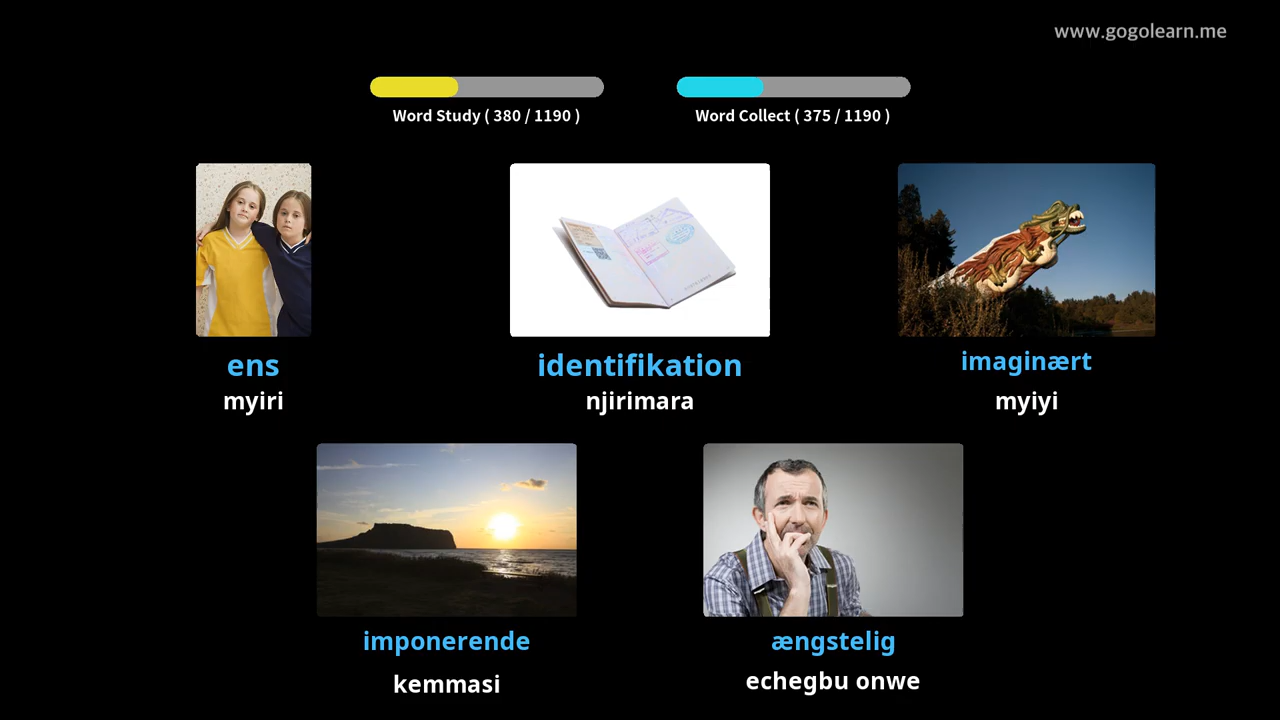 www.gogolearn.me
Word Study ( 380 / 1190 )
Word Collect ( 375 / 1190 )
ens
myiri
identifikation
njirimara
imaginært
myiyi
imponerende
kemmasi
ængstelig
echegbu onwe